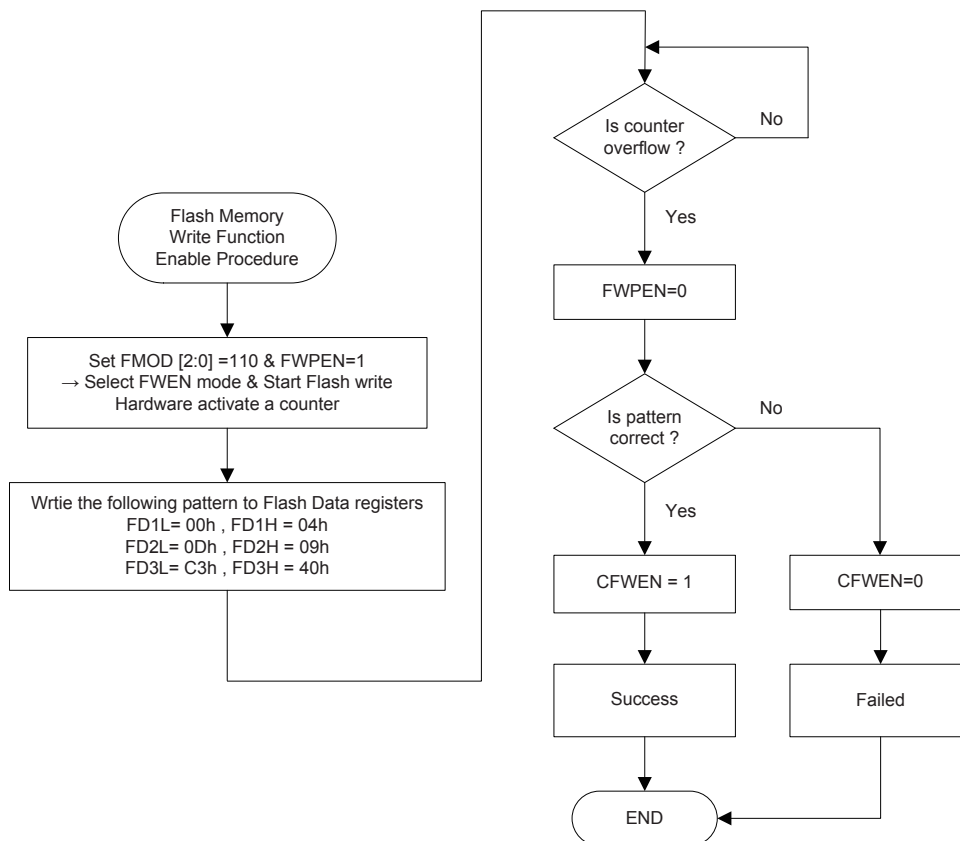 Flash Memory
Write Function
Enable Procedure
Set FMOD [2:0] =110 & FWPEN=1
→ Select FWEN mode & Start Flash write
Hardware activate a counter
Wrtie the following pattern to Flash Data registers
FD1L= 00h , FD1H = 04h
FD2L= 0Dh , FD2H = 09h
FD3L= C3h , FD3H = 40h
Is counter
overflow ?
No
Yes
FWPEN=0
Is pattern
correct ?
No
Yes
CFWEN = 1
CFWEN=0
Success
Failed
END